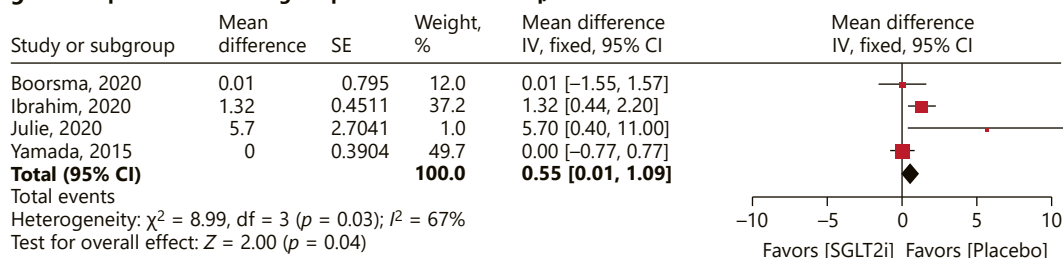 Mean Weight, Mean difference Mean difference
Study or subgroup difference SE % IV, fixed, 95% CI IV, fixed, 95% CI
Boorsma, 2020 0.01 0.795 12.0 0.01 [–1.55, 1.57]
Ibrahim, 2020 1.32 0.4511 37.2 1.32 [0.44, 2.20]
Julie, 2020 5.7 2.7041 1.0 5.70 [0.40, 11.00]
Yamada, 2015 0 0.3904 49.7 0.00 [–0.77, 0.77]
Total (95% CI) 100.0 0.55 [0.01, 1.09]
Total events
Heterogeneity: χ2 = 8.99, df = 3 (p = 0.03); I2 = 67%
Test for overall effect: Z = 2.00 (p = 0.04)
–10 –5 0 5 10
Favors [SGLT2i] Favors [Placebo]